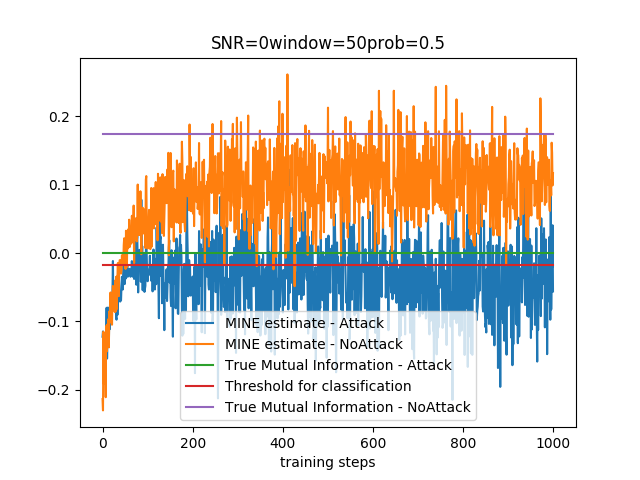 SNR=0window=50prob=0.5
0.2
0.1
0.0
−0.1
−0.2
MINE estimate - Attack
MINE estimate - NoAttack
True Mutual Information - Attack
Threshold for classification
True Mutual Information - NoAttack
0 200 400 600 800 1000
training steps